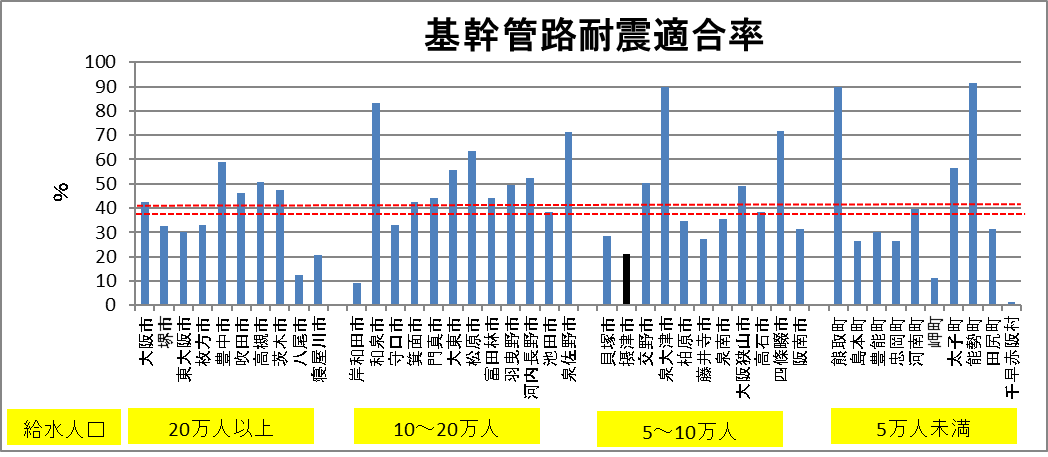 基幹管路耐震適合率
%
100
90
80
70
60
50
40
30
20
10
0
大阪市
堺市
東大阪市
枚方市
豊中市
吹田市
高槻市
茨木市
八尾市
寝屋川市
岸和田市
和泉市
守口市
箕面市
門真市
大東市
松原市
富田林市
羽曳野市
河内長野市
池田市
泉佐野市
貝塚市
摂津市
交野市
泉大津市
柏原市
藤井寺市
泉南市
大阪狭山市
高石市
四條畷市
阪南市
熊取町
島本町
豊能町
忠岡町
河南町
岬町
太子町
能勢町
田尻町
千早赤阪村
給水人口
20万人以上
10～20万人
5～10万人
5万人未満